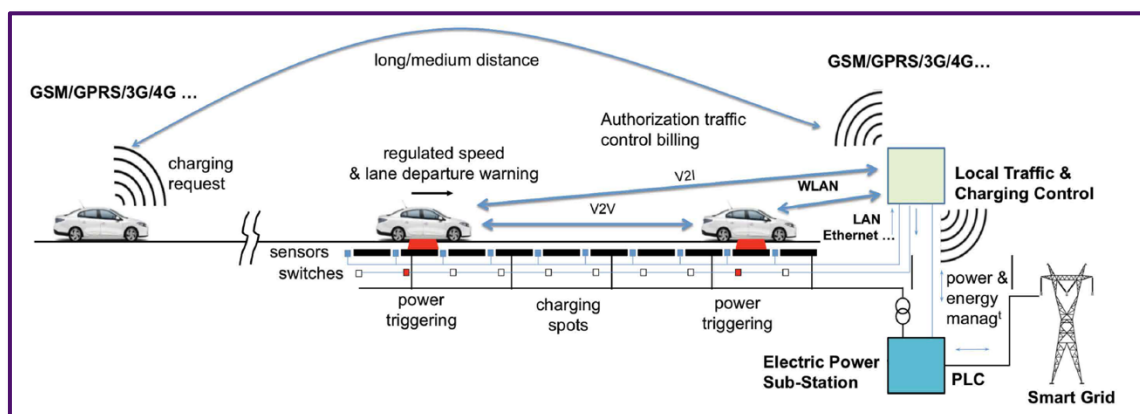 long/medium distance
GSM/GPRS/3G/4G ...
GSM/GPRS/3G/4G...
charging
request
regulated speed
& lane departure warning
Authorization traffic
control billing
V2I
V2V
WLAN
Local Traffic &
Charging Control
LAN
Ethernet ...
sensors
switches
power
triggering
charging
spots
power
triggering
power &
energy
managᵗ
Electric Power
Sub-Station
PLC
Smart Grid